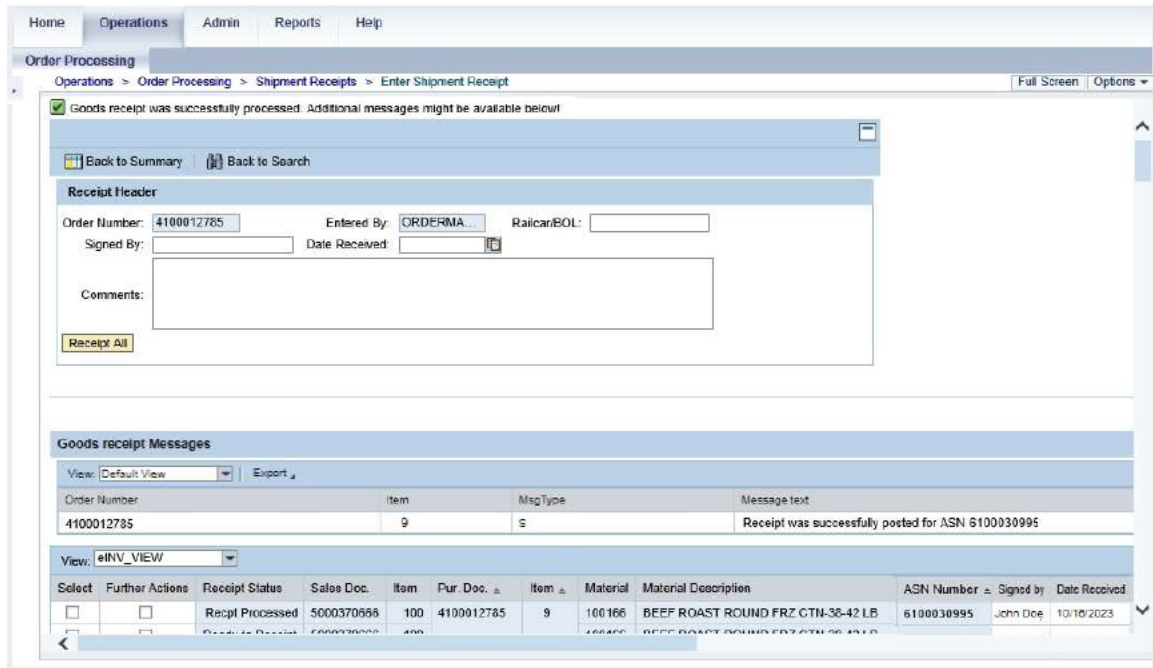 Home Operations Admin Reports Help
Order Processing
Operations > Order Processing > Shipment Receipts > Enter Shipment Receipt Full Screen Options
Goods receipt was successfully processed. Additional messages might be available below!
Back to Summary Back to Search
Receipt Header
Order Number: 4100012785 Entered By: ORDERMA... Railcar/BOL:
Signed By: Date Received:
Comments:
Receipt All
Goods receipt Messages
View: Default View Export
Order Number Item MsgType Message text
4100012785 9 S Receipt was successfully posted for ASN 6100030995
View: eINV_VIEW
Select Further Actions Receipt Status Sales Doc. Item Pur. Doc. Item Material Material Description ASN Number Signed by Date Received
Recpt Processed 5000370666 100 4100012785 9 100166 BEEF ROAST ROUND FRZ CTN-38-42 LB 6100030995 John Doe 10/16/2023